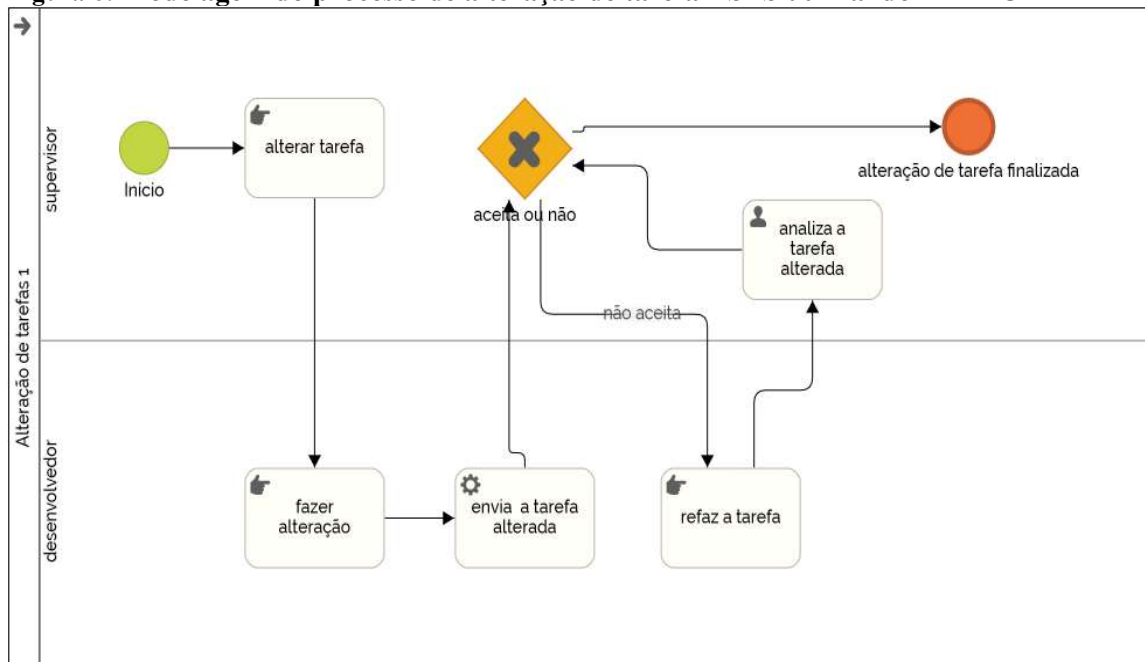 supervisor
Início
alterar tarefa
aceita ou não
alteração de tarefa finalizada
analiza a
tarefa
alterada
não aceita
Alteração de tarefas 1
desenvolvedor
fazer
alteração
envia a tarefa
alterada
refaz a tarefa